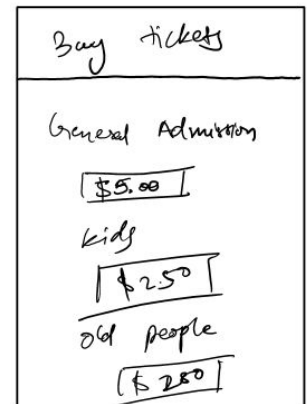 Buy tickets
General Admission
$5.00
kids
$2.50
old people
$2.50